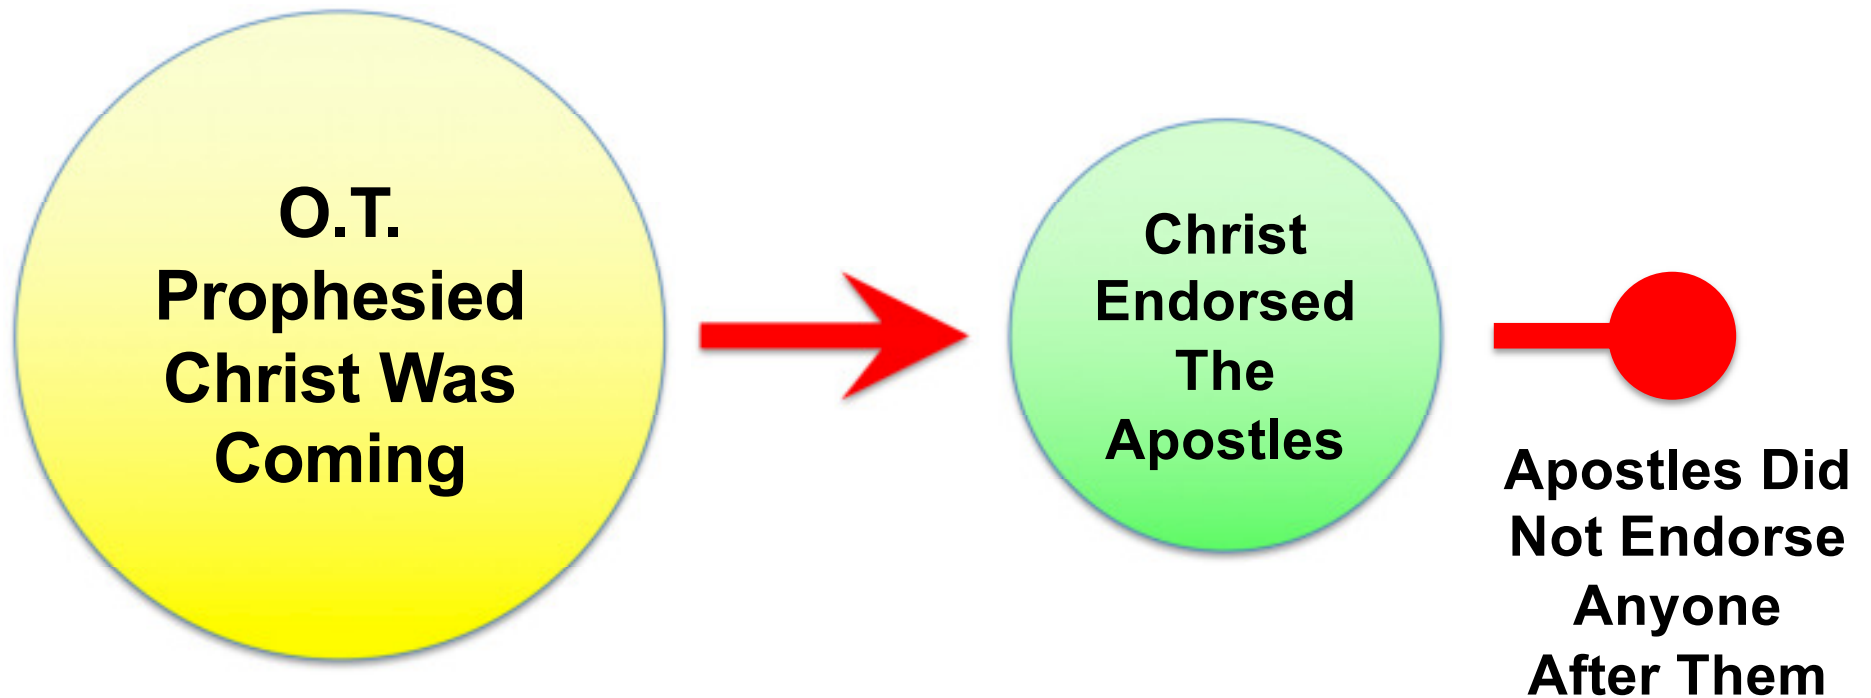 O.T.
Prophesied
Christ Was
Coming
Christ
Endorsed
The
Apostles
Apostles Did
Not Endorse
Anyone
After Them